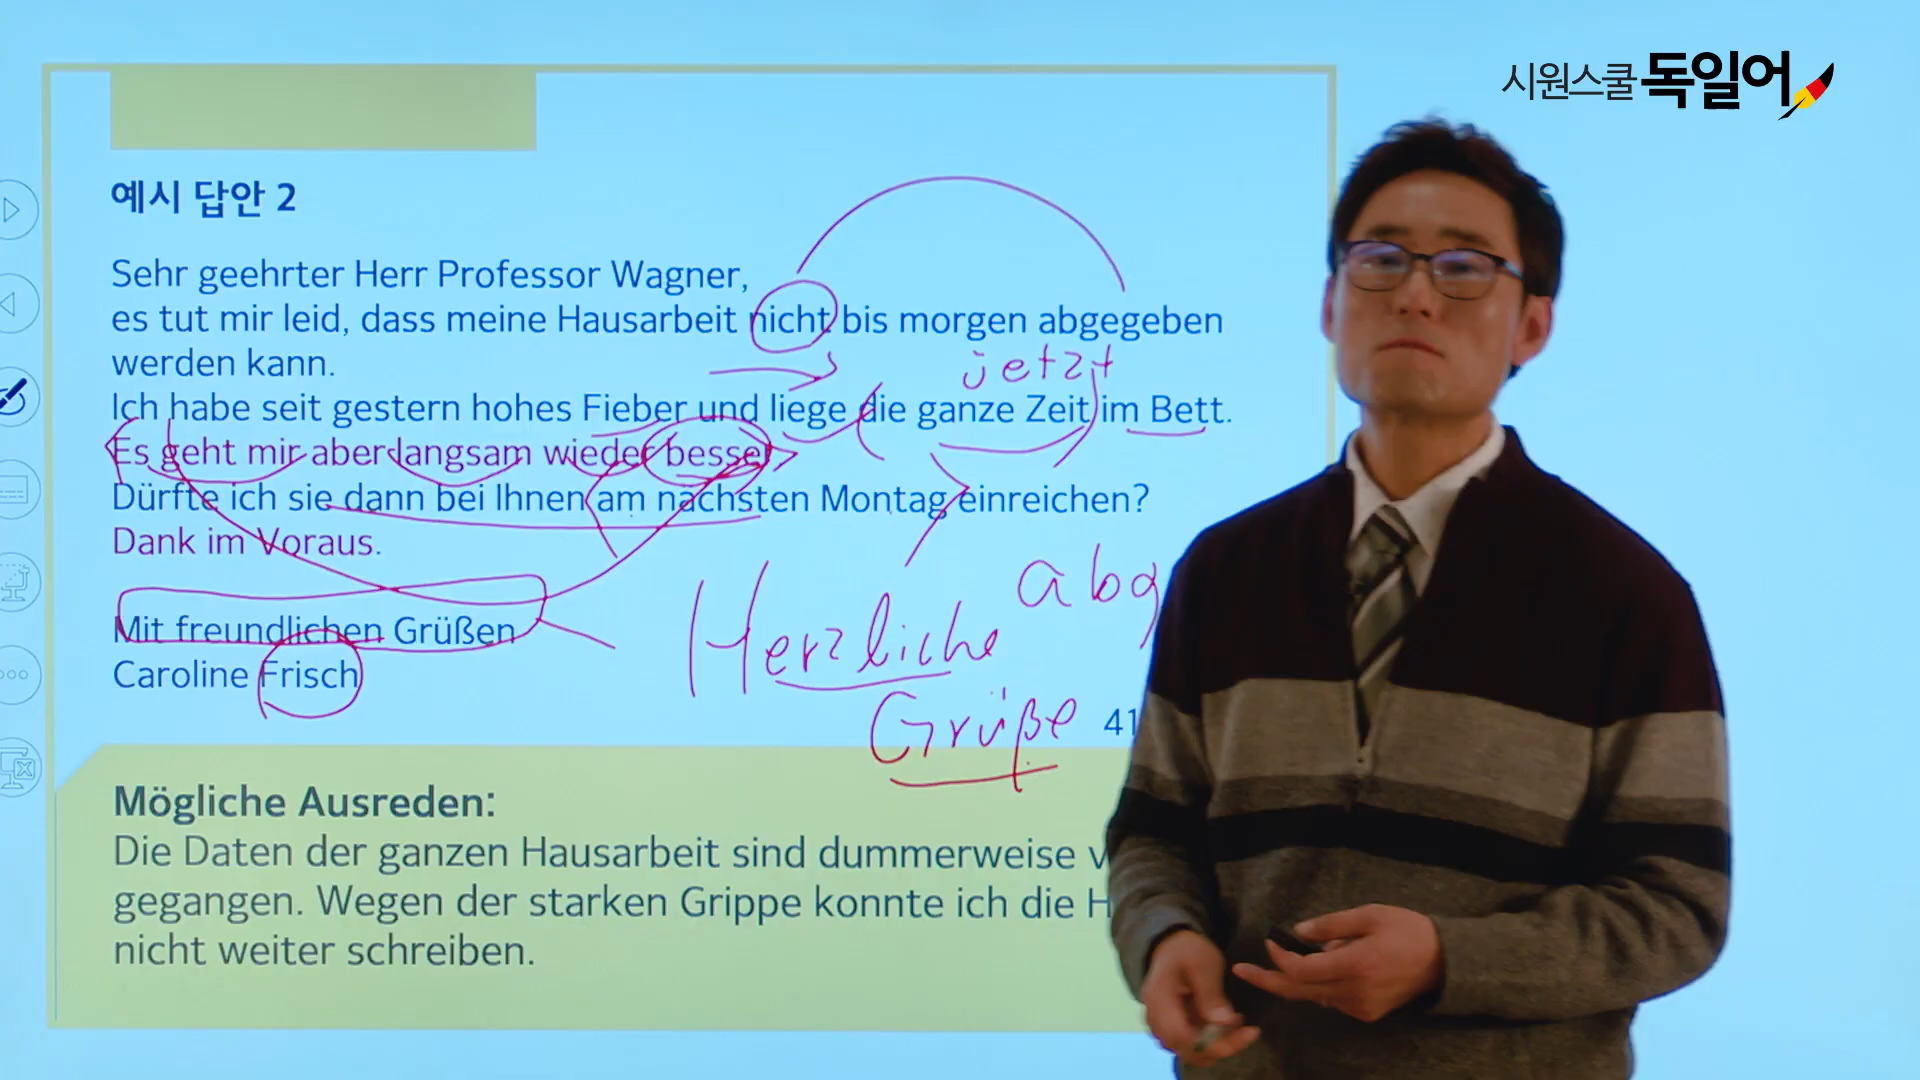 시원스쿨 독일어
예시 답안 2
Sehr geehrter Herr Professor Wagner,
es tut mir leid, dass meine Hausarbeit nicht bis morgen abgegeben
werden kann.
jetzt
Ich habe seit gestern hohes Fieber und liege die ganze Zeit im Bett.
Es geht mir aber langsam wieder besser
Dürfte ich sie dann bei Ihnen am nächsten Montag einreichen?
Dank im Voraus.
abg
Mit freundlichen Grüßen
Herzliche
Caroline Frisch
Grüße
41
Mögliche Ausreden:
Die Daten der ganzen Hausarbeit sind dummerweise v
gegangen. Wegen der starken Grippe konnte ich die H
nicht weiter schreiben.